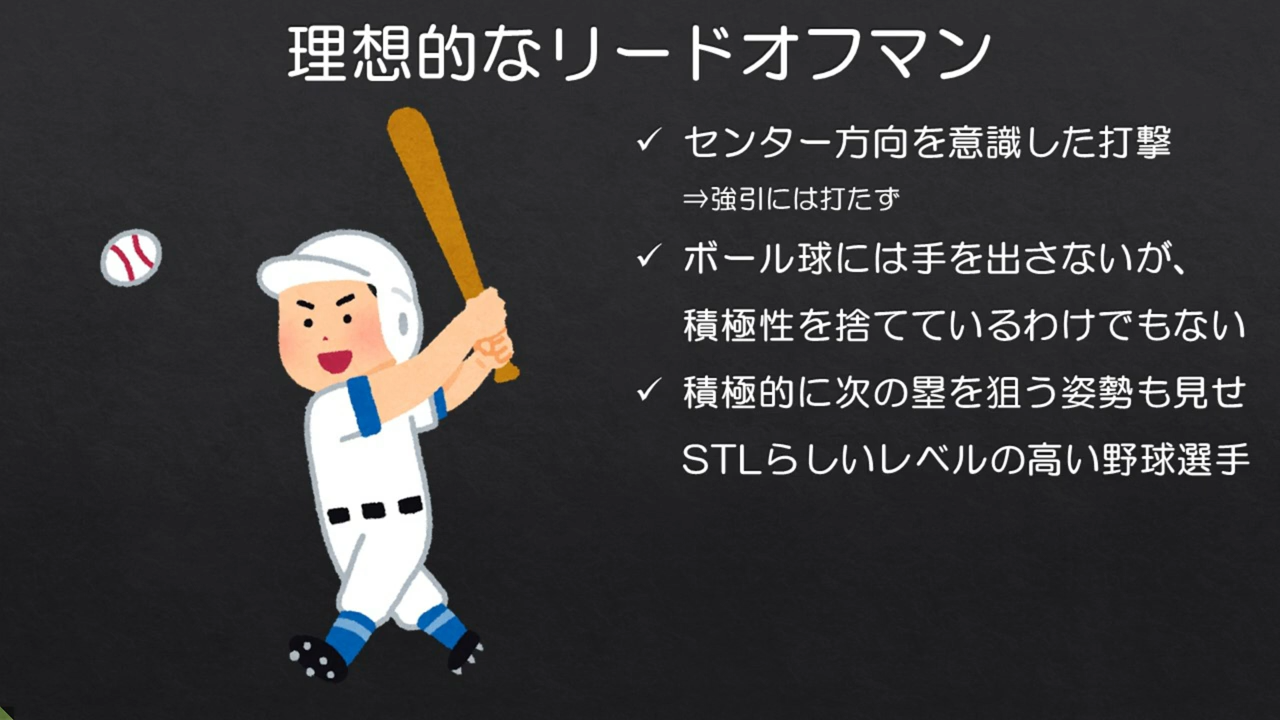 理想的なリードオフマン
✓ センター方向を意識した打撃
⇒強引には打たず
✓ ボール球には手を出さないが、
積極性を捨てているわけでもない
✓ 積極的に次の塁を狙う姿勢も見せ
STLらしいレベルの高い野球選手